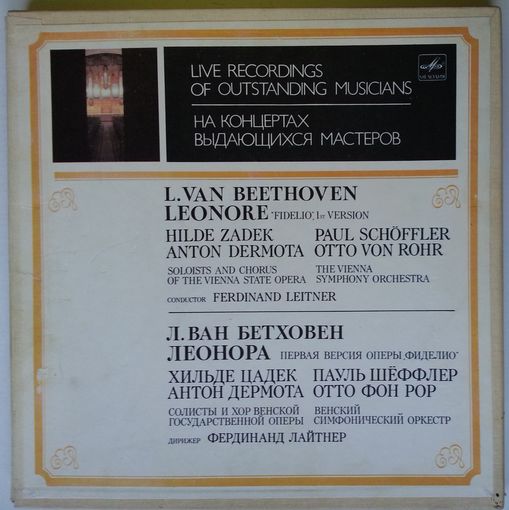 МЕЛОДИЯ
LIVE RECORDINGS
OF OUTSTANDING MUSICIANS
НА КОНЦЕРТАХ
ВЫДАЮЩИХСЯ МАСТЕРОВ
L. VAN BEETHOVEN
LEONORE "FIDELIO", 1ST VERSION
HILDE ZADEK PAUL SCHÖFFLER
ANTON DERMOTA OTTO VON ROHR
SOLOISTS AND CHORUS THE VIENNA
OF THE VIENNA STATE OPERA SYMPHONY ORCHESTRA
CONDUCTOR FERDINAND LEITNER
Л. ВАН БЕТХОВЕН
ЛЕОНОРА ПЕРВАЯ ВЕРСИЯ ОПЕРЫ „ФИДЕЛИО"
ХИЛЬДЕ ЦАДЕК ПАУЛЬ ШЁФФЛЕР
АНТОН ДЕРМОТА ОТТО ФОН РОР
СОЛИСТЫ И ХОР ВЕНСКОЙ ВЕНСКИЙ
ГОСУДАРСТВЕННОЙ ОПЕРЫ СИМФОНИЧЕСКИЙ ОРКЕСТР
ДИРИЖЕР ФЕРДИНАНД ЛАЙТНЕР